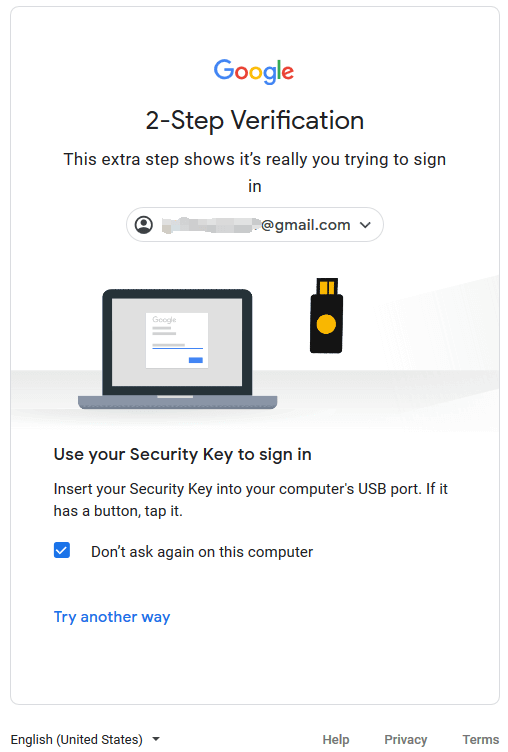 Google
2-Step Verification
This extra step shows it’s really you trying to sign
in
@gmail.com
Google
Use your Security Key to sign in
Insert your Security Key into your computer's USB port. If it
has a button, tap it.
Don’t ask again on this computer
Try another way
English (United States)
Help
Privacy
Terms